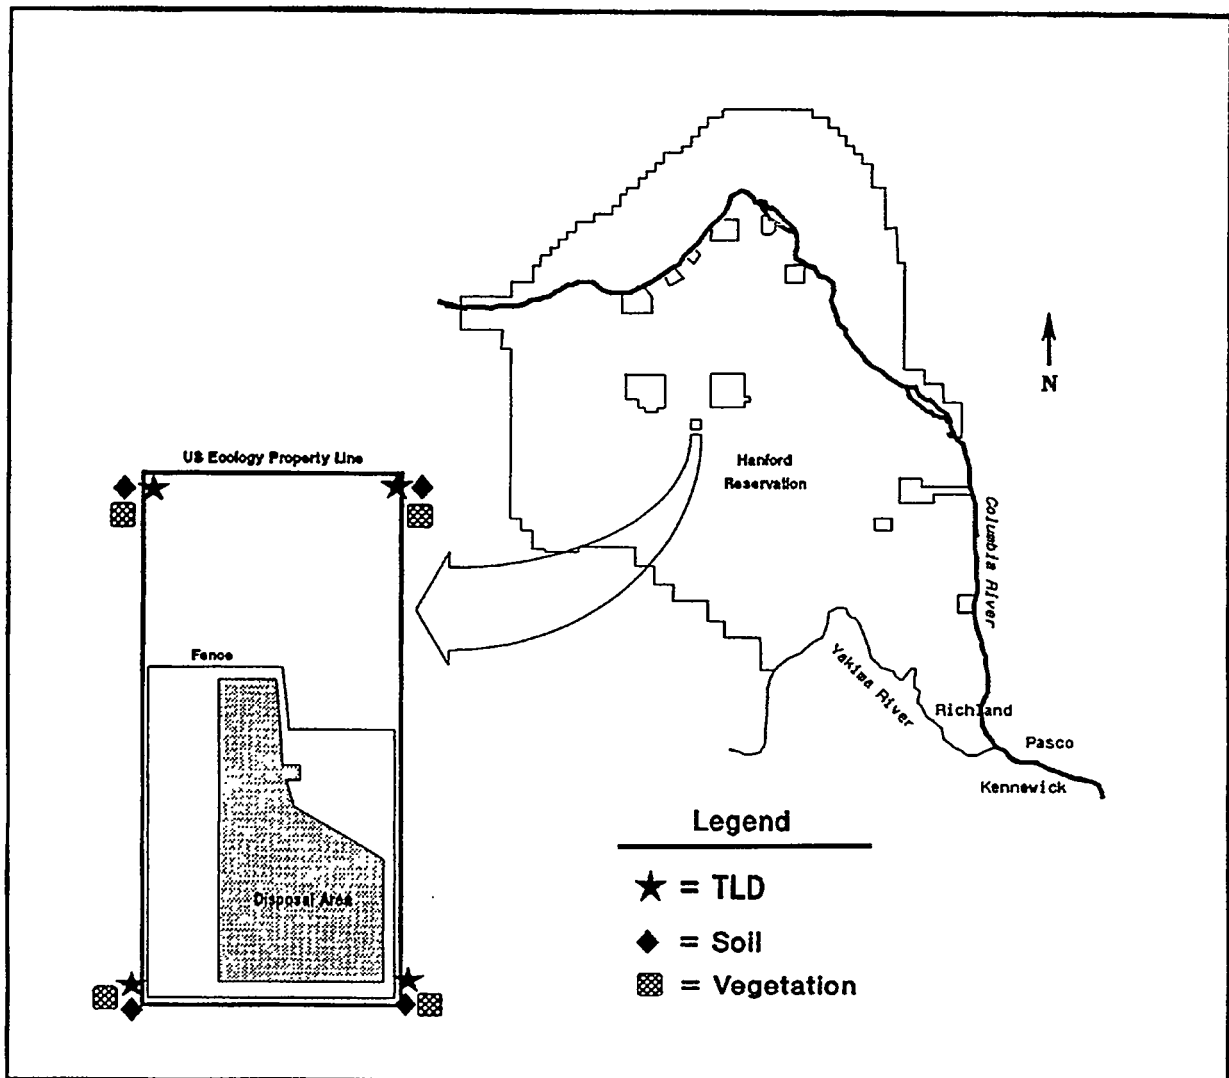 N
Hanford
Reservation
US Ecology Property Line
Columbia River
Fence
Yakima River
Richland
Pasco
Kennewick
Disposal Area
Legend
= TLD
= Soil
= Vegetation